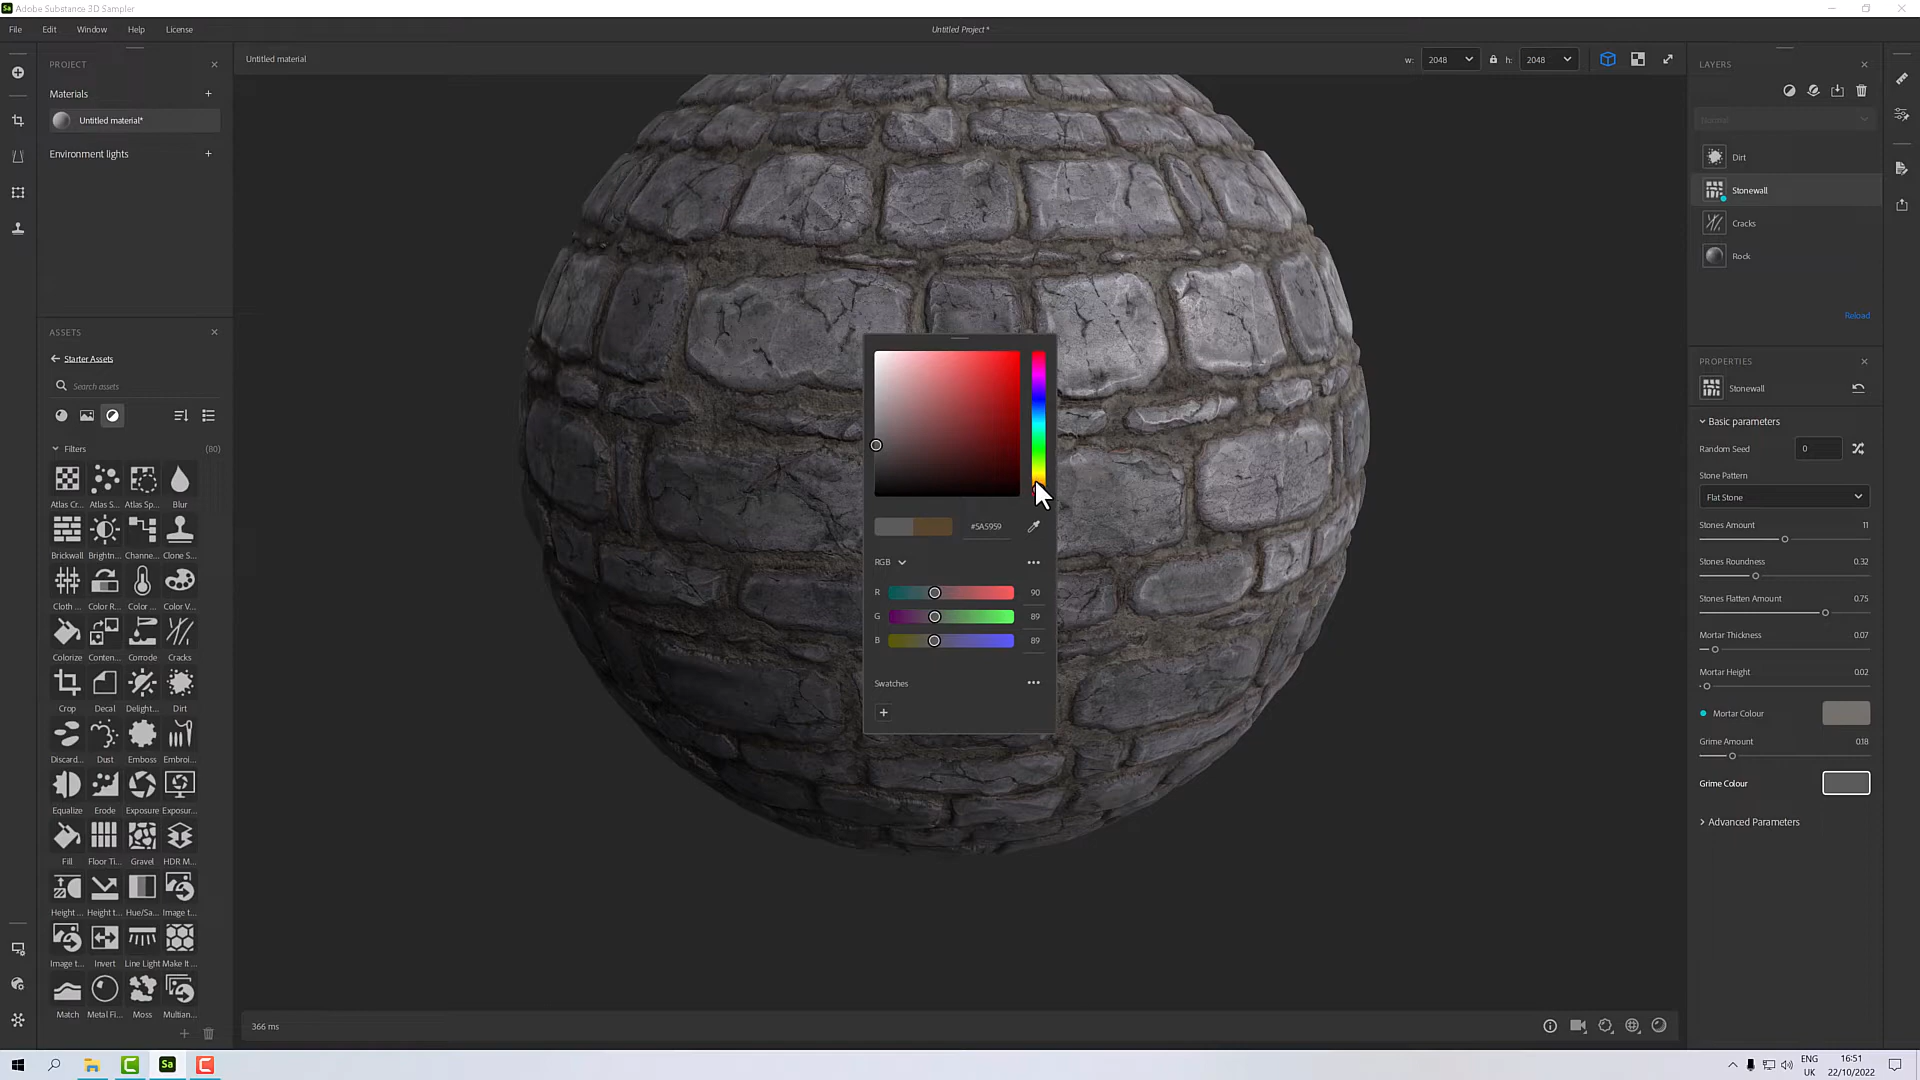 Sa Adobe Substance 3D Sampler
File Edit Window Help License
Untitled Project *
PROJECT
Materials
Untitled material*
Environment lights
Untitled material
w: 2048 h: 2048
ASSETS
Starter Assets
Search assets
Filters (80)
Atlas Cr... Atlas S... Atlas Sp... Blur
Brickwall Brightn... Channe... Clone S...
Cloth ... Color R... Color ... Color V...
Colorize Conten... Corrode Cracks
Crop Decal Delight... Dirt
Discard... Dust Emboss Embroi...
Equalize Erode Exposure Exposur...
Fill Floor Ti... Gravel HDR M...
Height ... Height t... Hue/Sa... Image t...
Image t... Invert Line Light Make It ...
Match Metal Fi... Moss Multian...
#5A5959
RGB
R 90
G 89
B 89
Swatches
366 ms
LAYERS
Normal
Dirt
Stonewall
Cracks
Rock
Reload
PROPERTIES
Stonewall
Basic parameters
Random Seed 0
Stone Pattern
Flat Stone
Stones Amount 11
Stones Roundness 0.32
Stones Flatten Amount 0.75
Mortar Thickness 0.07
Mortar Height 0.02
Mortar Colour
Grime Amount 0.18
Grime Colour
Advanced Parameters
Sa
ENG
UK
16:51
22/10/2022